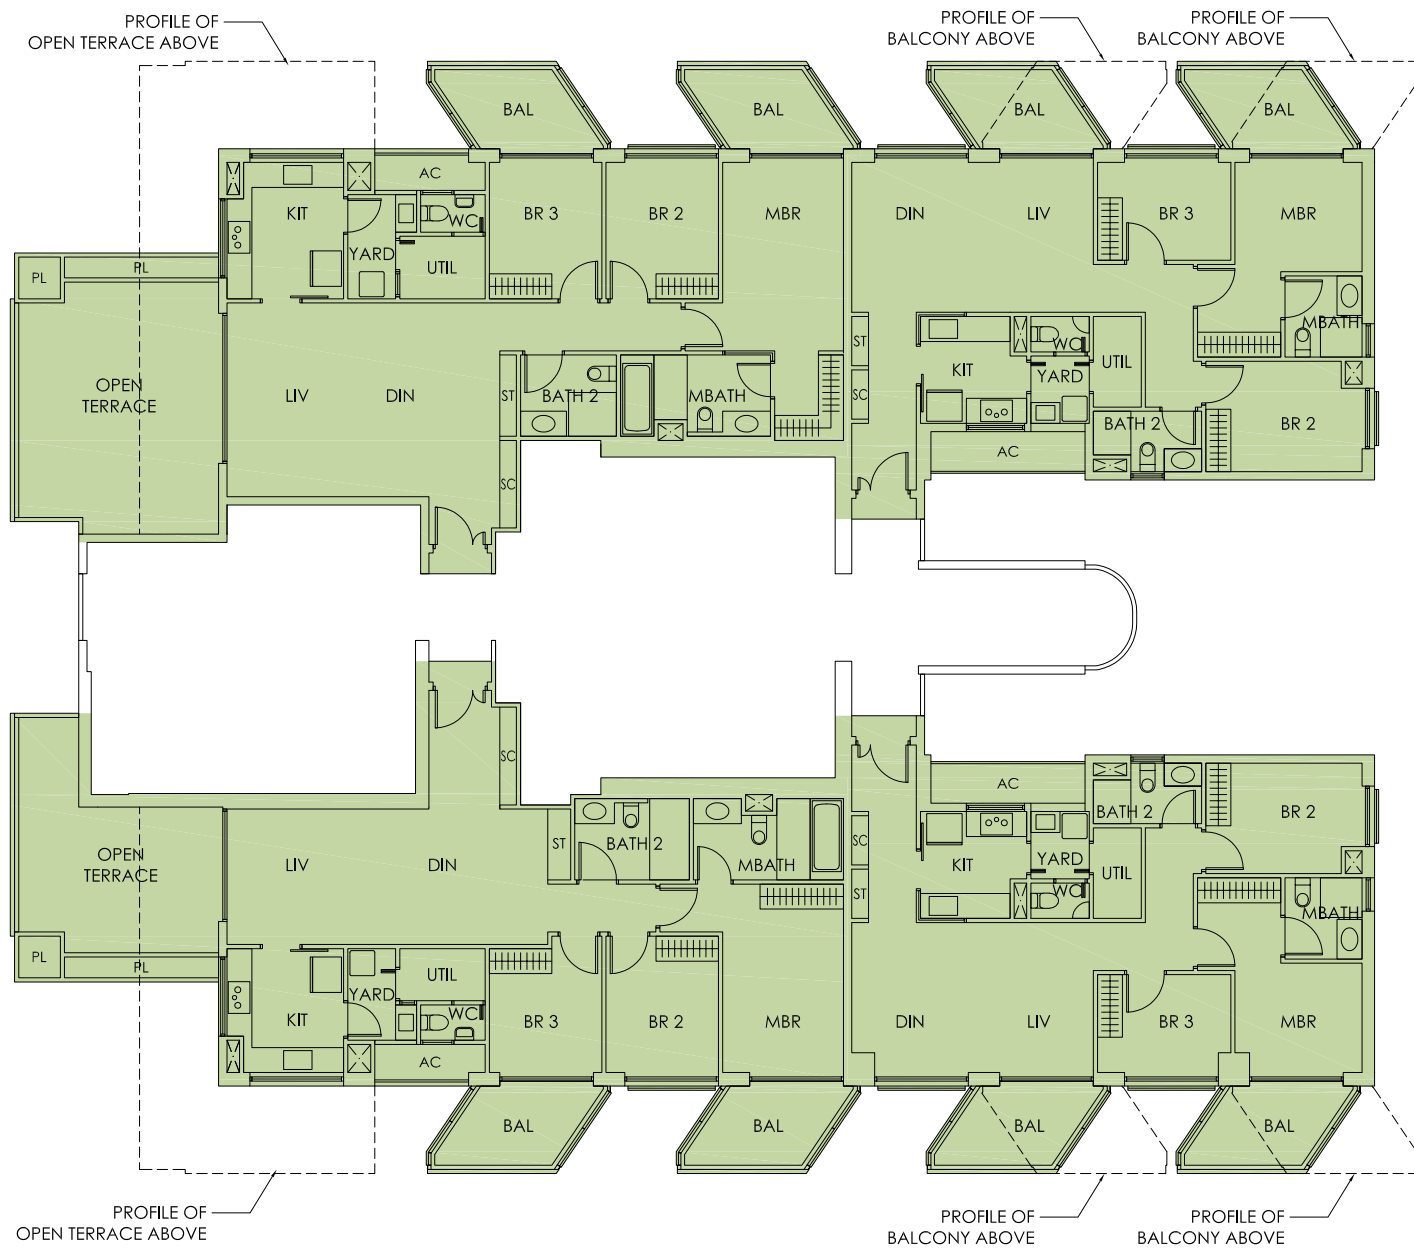 PROFILE OF
OPEN TERRACE ABOVE
PROFILE OF
BALCONY ABOVE
PROFILE OF
BALCONY ABOVE
BAL
BAL
BAL
BAL
AC
KIT
WC
BR 3
BR 2
MBR
DIN
LIV
BR 3
MBR
YARD
UTIL
PL
PL
MBATH
ST
WC
KIT
YARD
UTIL
OPEN
TERRACE
LIV
DIN
ST
BATH 2
MBATH
SC
BATH 2
BR 2
AC
SC
SC
AC
BATH 2
BR 2
OPEN
TERRACE
LIV
DIN
ST
BATH 2
MBATH
SC
KIT
YARD
UTIL
ST
WC
MBATH
PL
PL
UTIL
YARD
KIT
WC
BR 3
BR 2
MBR
DIN
LIV
BR 3
MBR
AC
BAL
BAL
BAL
BAL
PROFILE OF
OPEN TERRACE ABOVE
PROFILE OF
BALCONY ABOVE
PROFILE OF
BALCONY ABOVE